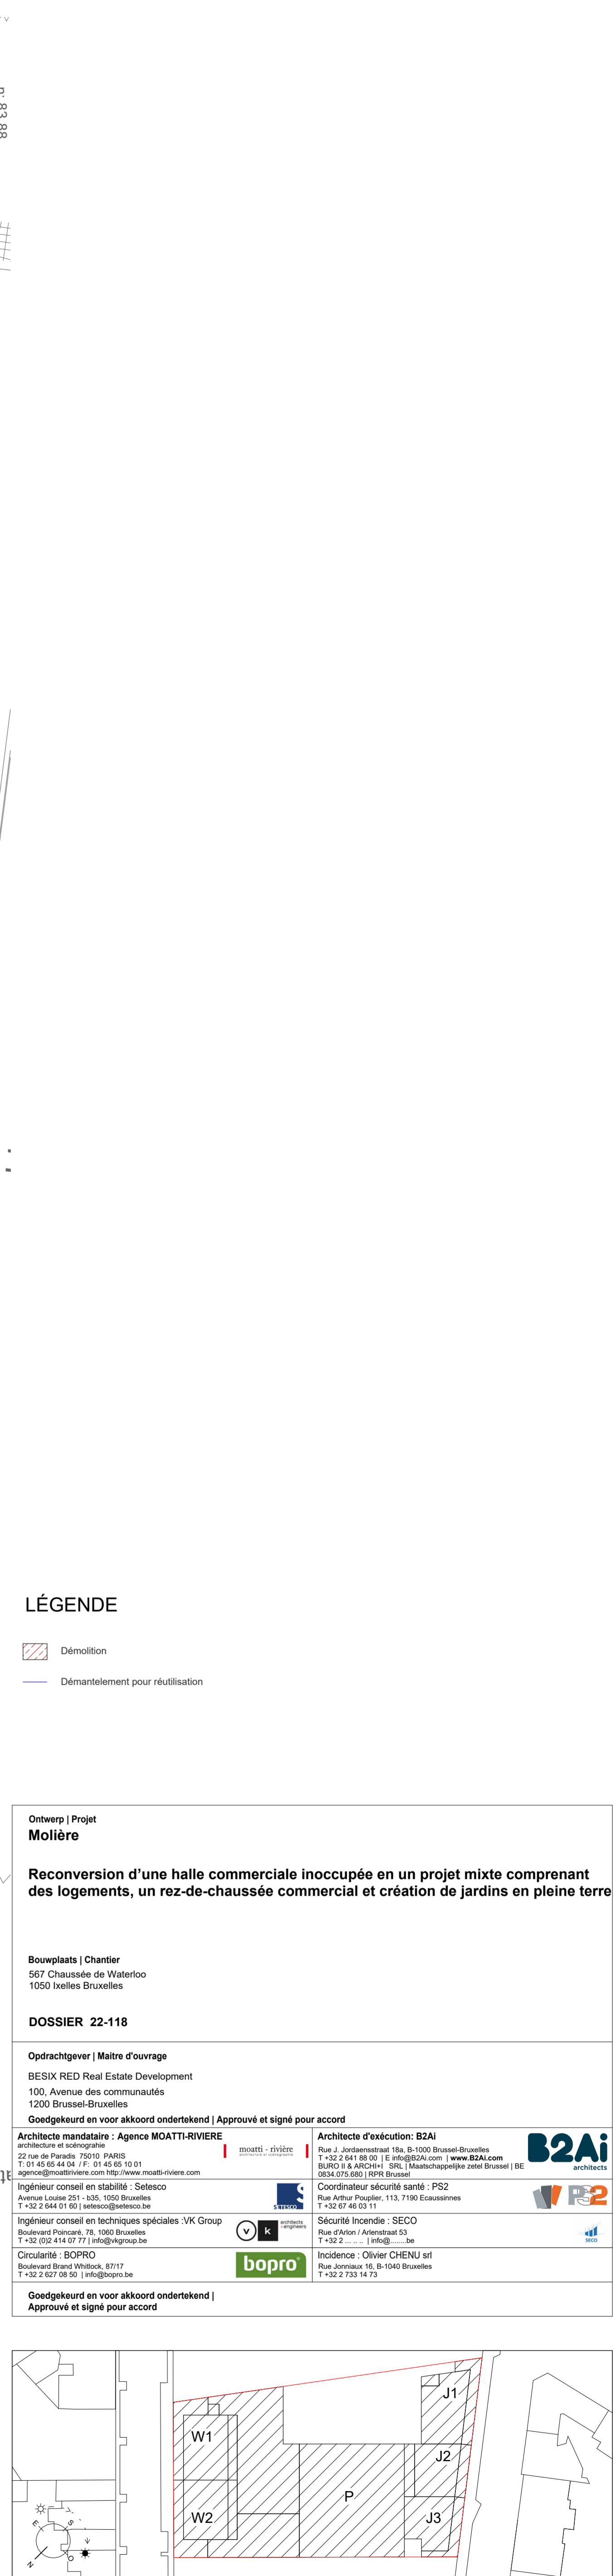 83 88
LÉGENDE
Démolition
Démantelement pour réutilisation
Ontwerp | Projet
Molière
Reconversion d’une halle commerciale inoccupée en un projet mixte comprenant
des logements, un rez-de-chaussée commercial et création de jardins en pleine terre
Bouwplaats | Chantier
567 Chaussée de Waterloo
1050 Ixelles Bruxelles
DOSSIER 22-118
Opdrachtgever | Maitre d'ouvrage
BESIX RED Real Estate Development
100, Avenue des communautés
1200 Brussel-Bruxelles
Goedgekeurd en voor akkoord ondertekend | Approuvé et signé pour accord
Architecte mandataire : Agence MOATTI-RIVIERE
architecture et scénograhie
22 rue de Paradis 75010 PARIS
T: 01 45 65 44 04 / F: 01 45 65 10 01
agence@moattiriviere.com http://www.moatti-riviere.com
moatti - rivière
architecture et scénographie
Architecte d'exécution: B2Ai
Rue J. Jordaensstraat 18a, B-1000 Brussel-Bruxelles
T +32 2 641 88 00 | E info@B2Ai.com | www.B2Ai.com
BURO II & ARCHI+I SRL | Maatschappelijke zetel Brussel | BE
0834.075.680 | RPR Brussel
B2Ai
architects
Ingénieur conseil en stabilité : Setesco
Avenue Louise 251 - b35, 1050 Bruxelles
T +32 2 644 01 60 | setesco@setesco.be
SETESCO
Coordinateur sécurité santé : PS2
Rue Arthur Pouplier, 113, 7190 Ecaussinnes
T +32 67 46 03 11
PS2
Ingénieur conseil en techniques spéciales :VK Group
Boulevard Poincaré, 78, 1060 Bruxelles
T +32 (0)2 414 07 77 | info@vkgroup.be
v k architects
+engineers
Sécurité Incendie : SECO
Rue d'Arlon / Arlenstraat 53
T +32 2 ... .. .. | info@........be
SECO
Circularité : BOPRO
Boulevard Brand Whitlock, 87/17
T +32 2 627 08 50 | info@bopro.be
bopro
Incidence : Olivier CHENU srl
Rue Jonniaux 16, B-1040 Bruxelles
T +32 2 733 14 73
Goedgekeurd en voor akkoord ondertekend |
Approuvé et signé pour accord
J1
W1
J2
P
W2
J3
E
S
O
N